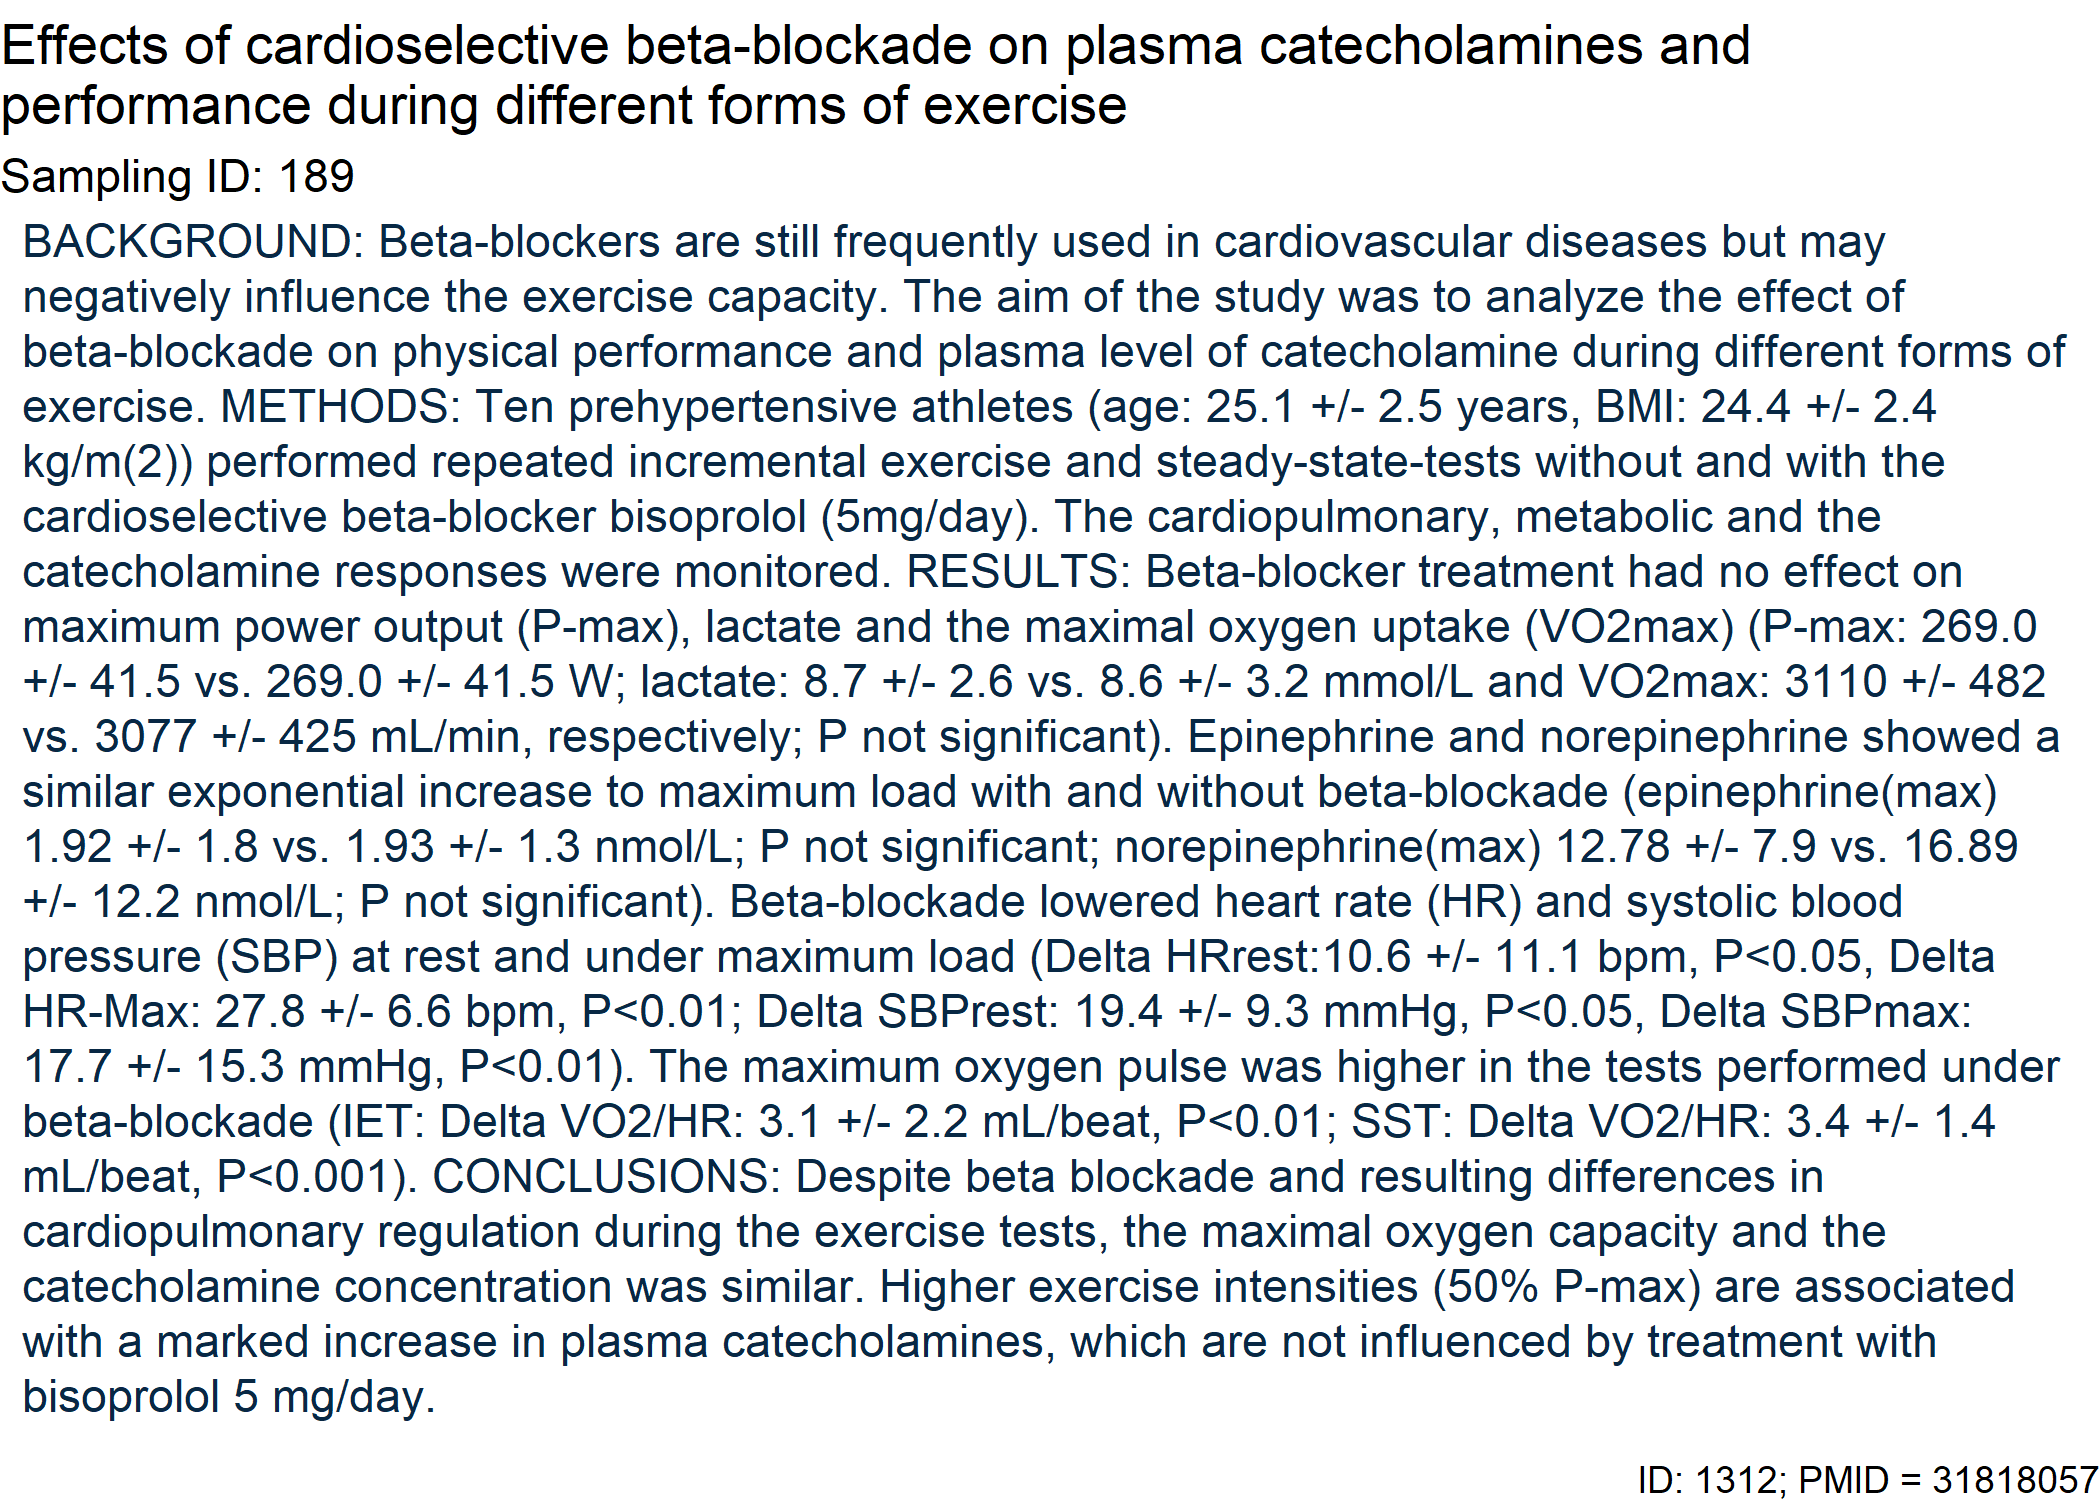 Effects of cardioselective beta-blockade on plasma catecholamines and
performance during different forms of exercise
Sampling ID: 189
BACKGROUND: Beta-blockers are still frequently used in cardiovascular diseases but may
negatively influence the exercise capacity. The aim of the study was to analyze the effect of
beta-blockade on physical performance and plasma level of catecholamine during different forms of
exercise. METHODS: Ten prehypertensive athletes (age: 25.1 +/- 2.5 years, BMI: 24.4 +/- 2.4
kg/m(2)) performed repeated incremental exercise and steady-state-tests without and with the
cardioselective beta-blocker bisoprolol (5mg/day). The cardiopulmonary, metabolic and the
catecholamine responses were monitored. RESULTS: Beta-blocker treatment had no effect on
maximum power output (P-max), lactate and the maximal oxygen uptake (VO2max) (P-max: 269.0
+/- 41.5 vs. 269.0 +/- 41.5 W; lactate: 8.7 +/- 2.6 vs. 8.6 +/- 3.2 mmol/L and VO2max: 3110 +/- 482
vs. 3077 +/- 425 mL/min, respectively; P not significant). Epinephrine and norepinephrine showed a
similar exponential increase to maximum load with and without beta-blockade (epinephrine(max)
1.92 +/- 1.8 vs. 1.93 +/- 1.3 nmol/L; P not significant; norepinephrine(max) 12.78 +/- 7.9 vs. 16.89
+/- 12.2 nmol/L; P not significant). Beta-blockade lowered heart rate (HR) and systolic blood
pressure (SBP) at rest and under maximum load (Delta HRrest:10.6 +/- 11.1 bpm, P<0.05, Delta
HR-Max: 27.8 +/- 6.6 bpm, P<0.01; Delta SBPrest: 19.4 +/- 9.3 mmHg, P<0.05, Delta SBPmax:
17.7 +/- 15.3 mmHg, P<0.01). The maximum oxygen pulse was higher in the tests performed under
beta-blockade (IET: Delta VO2/HR: 3.1 +/- 2.2 mL/beat, P<0.01; SST: Delta VO2/HR: 3.4 +/- 1.4
mL/beat, P<0.001). CONCLUSIONS: Despite beta blockade and resulting differences in
cardiopulmonary regulation during the exercise tests, the maximal oxygen capacity and the
catecholamine concentration was similar. Higher exercise intensities (50% P-max) are associated
with a marked increase in plasma catecholamines, which are not influenced by treatment with
bisoprolol 5 mg/day.
ID: 1312; PMID = 31818057